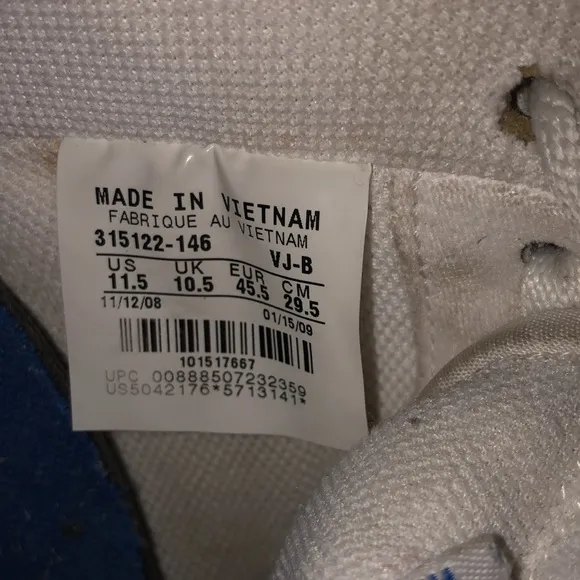 MADE IN VIETNAM
FABRIQUE AU VIETNAM
315122-146 VJ-B
US UK EUR CM
11.5 10.5 45.5 29.5
11/12/08 01/15/09
101517667
UPC 00888507232359
US5042176*5713141*